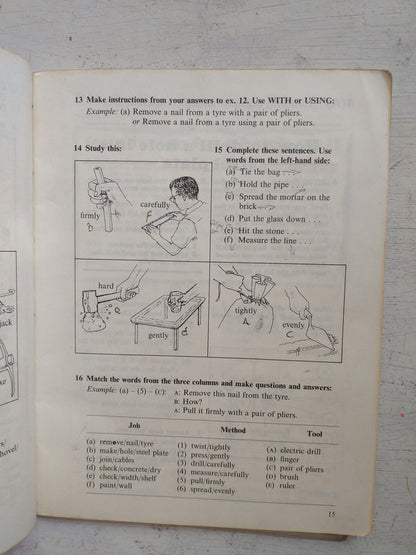 13 Make instructions from your answers to ex. 12. Use WITH or USING:
Example: (a) Remove a nail from a tyre with a pair of pliers.
or Remove a nail from a tyre using a pair of pliers.
14 Study this:
firmly
B
carefully
F
hard
e
gently
d
tightly
A
evenly
C
15 Complete these sentences. Use
words from the left-hand side:
(a) Tie the bag
(b) Hold the pipe . . .
(c) Spread the mortar on the
brick
(d) Put the glass down . . .
(e) Hit the stone . . .
(f) Measure the line . . .
jack
ke
hovel/
16 Match the words from the three columns and make questions and answers:
Example: (a) – (5) – (C): A: Remove this nail from the tyre.
B: How?
A: Pull it firmly with a pair of pliers.
Job Method Tool
(a) remove/nail/tyre (1) twist/tightly (A) electric drill
(b) make/hole/steel plate (2) press/gently (B) finger
(c) join/cables (3) drill/carefully (C) pair of pliers
(d) check/concrete/dry (4) measure/carefully (D) brush
(e) check/width/shelf (5) pull/firmly (E) ruler
(f) paint/wall (6) spread/evenly
15